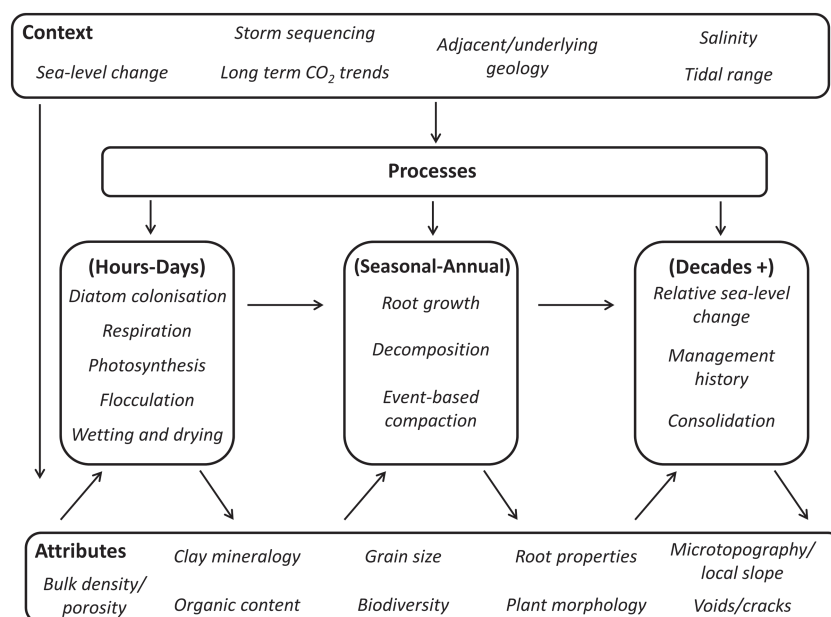 Context
Storm sequencing
Adjacent/underlying
geology
Salinity
Sea-level change
Long term CO₂ trends
Tidal range
Processes
(Hours-Days)
Diatom colonisation
Respiration
Photosynthesis
Flocculation
Wetting and drying
(Seasonal-Annual)
Root growth
Decomposition
Event-based
compaction
(Decades +)
Relative sea-level
change
Management
history
Consolidation
Attributes
Bulk density/
porosity
Clay mineralogy
Organic content
Grain size
Biodiversity
Root properties
Plant morphology
Microtopography/
local slope
Voids/cracks